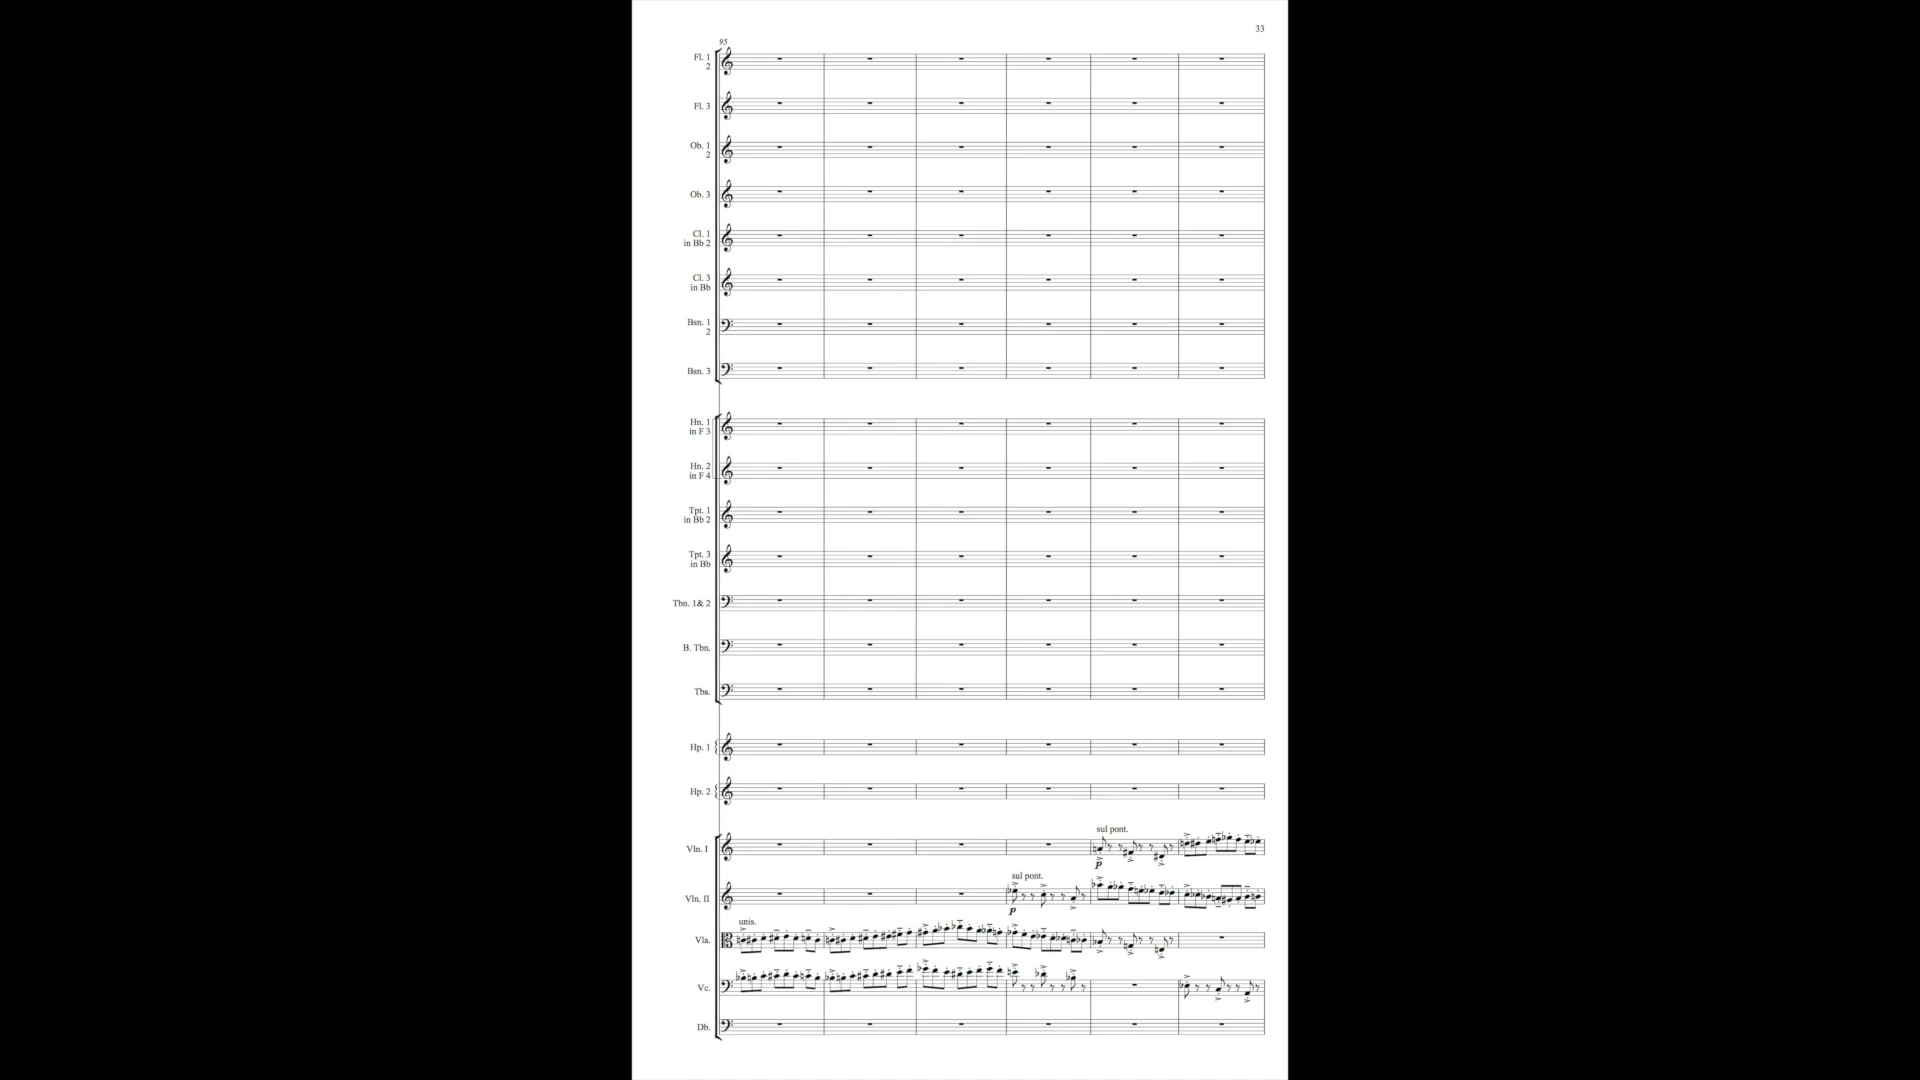 33
95
Fl. 1
2
Fl. 3
Ob. 1
2
Ob. 3
Cl. 1
in Bb 2
Cl. 3
in Bb
Bsn. 1
2
Bsn. 3
Hn. 1
in F 3
Hn. 2
in F 4
Tpt. 1
in Bb 2
Tpt. 3
in Bb
Tbn. 1& 2
B. Tbn.
Tba.
Hp. 1
Hp. 2
sul pont.
Vln. I
p
sul pont.
Vln. II
p
unis.
Vla.
Vc.
Db.